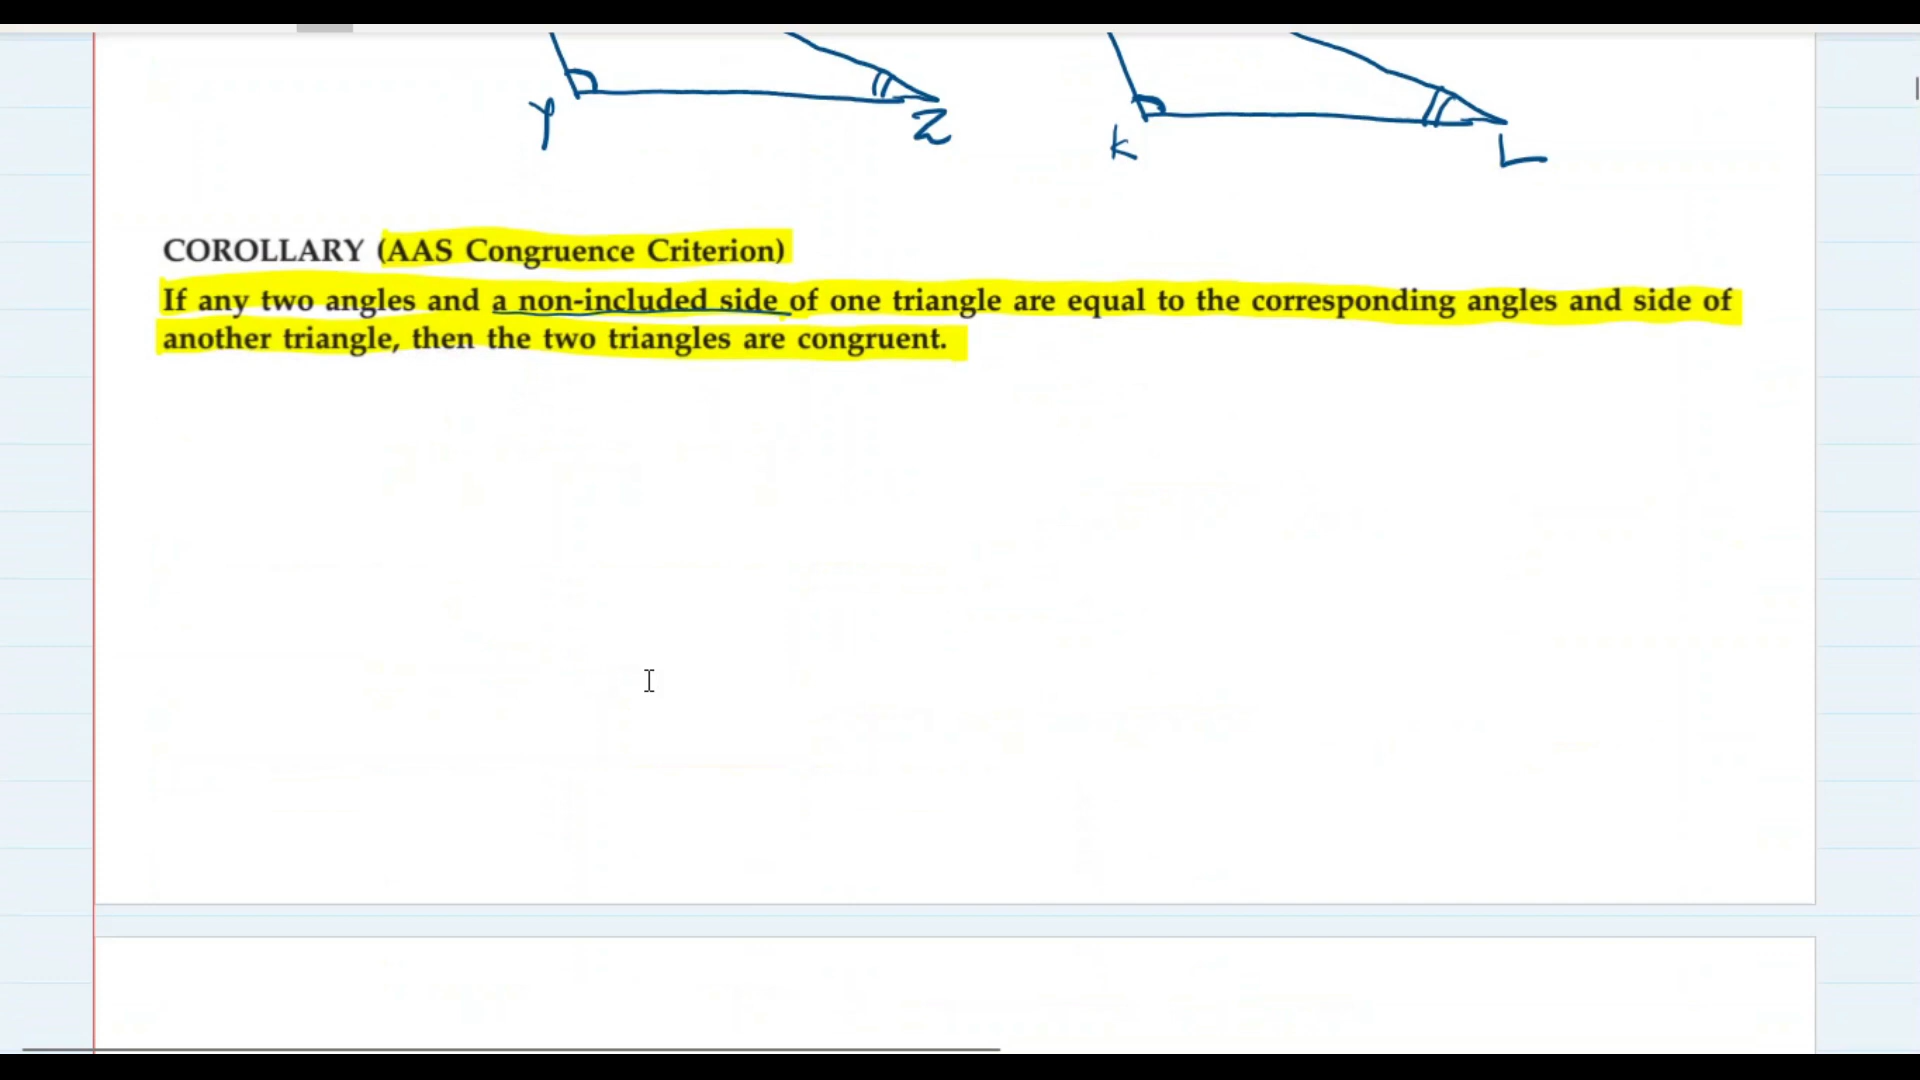 Y Z K L
COROLLARY (AAS Congruence Criterion)
If any two angles and a non-included side of one triangle are equal to the corresponding angles and side of
another triangle, then the two triangles are congruent.